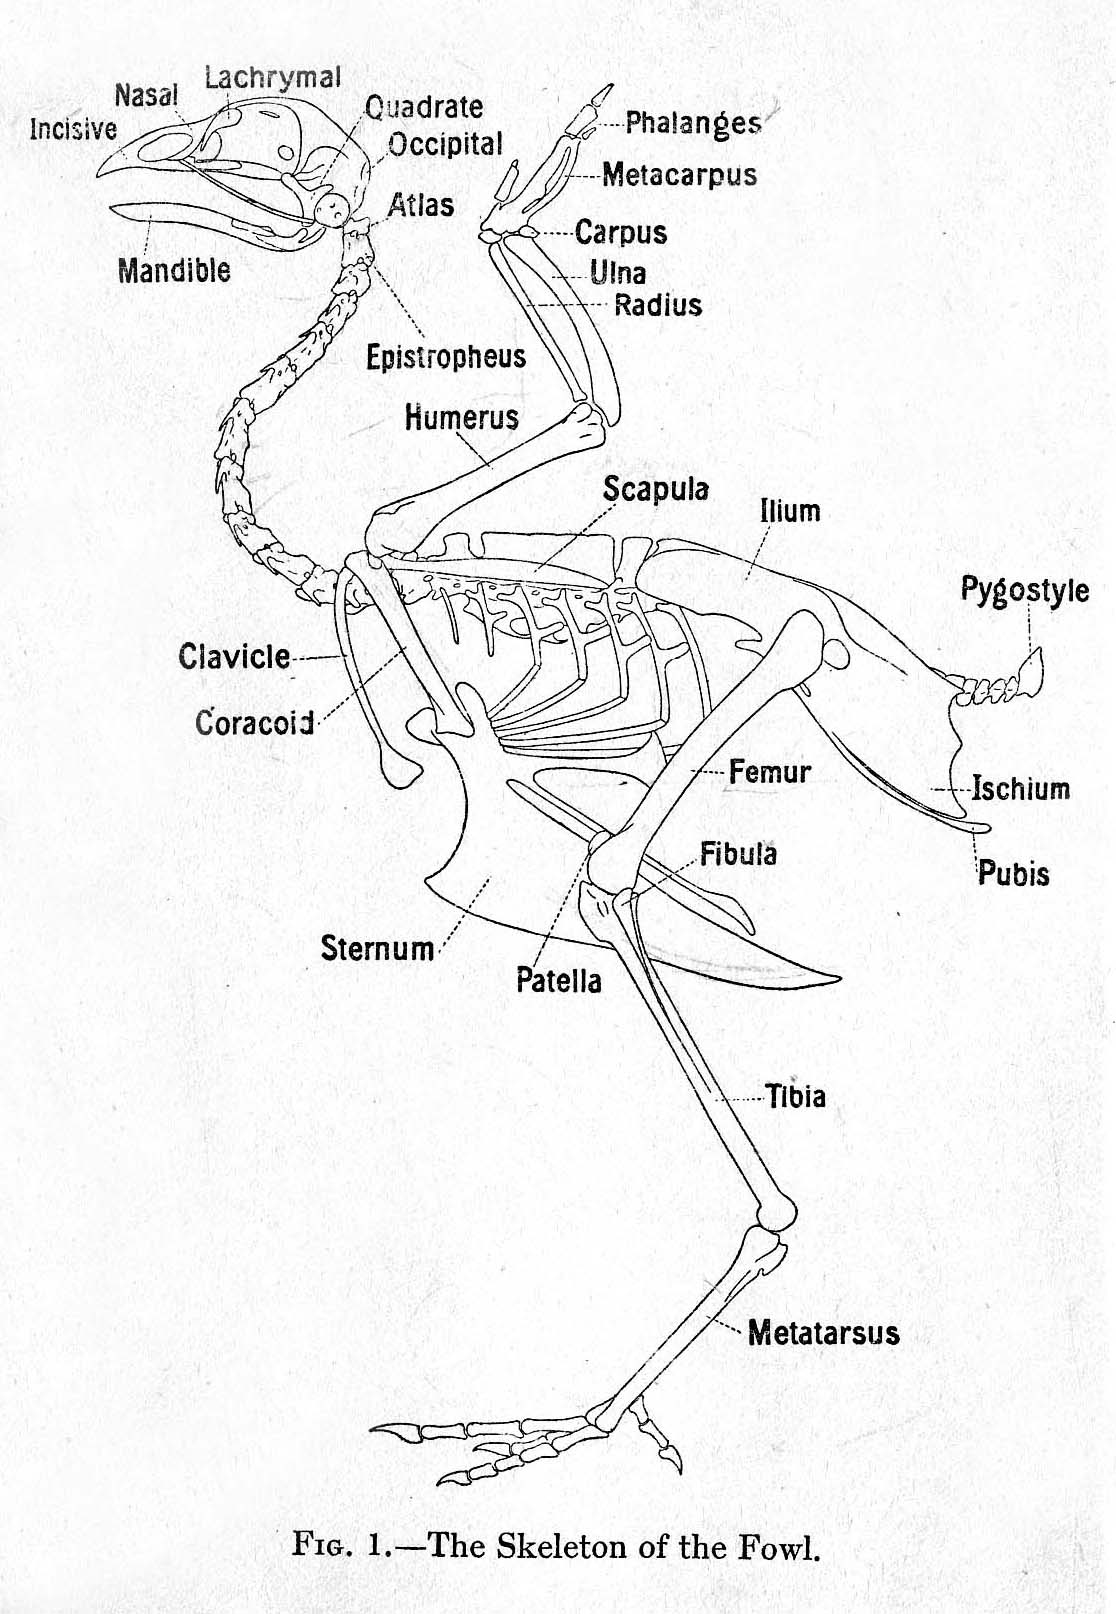 Lachrymal
Nasal
Incisive
Quadrate
Occipital
Atlas
Mandible
Epistropheus
Phalanges
Metacarpus
Carpus
Ulna
Radius
Humerus
Scapula
Ilium
Pygostyle
Clavicle
Coracoid
Femur
Ischium
Fibula
Pubis
Sternum
Patella
Tibia
Metatarsus
FIG. 1.—The Skeleton of the Fowl.